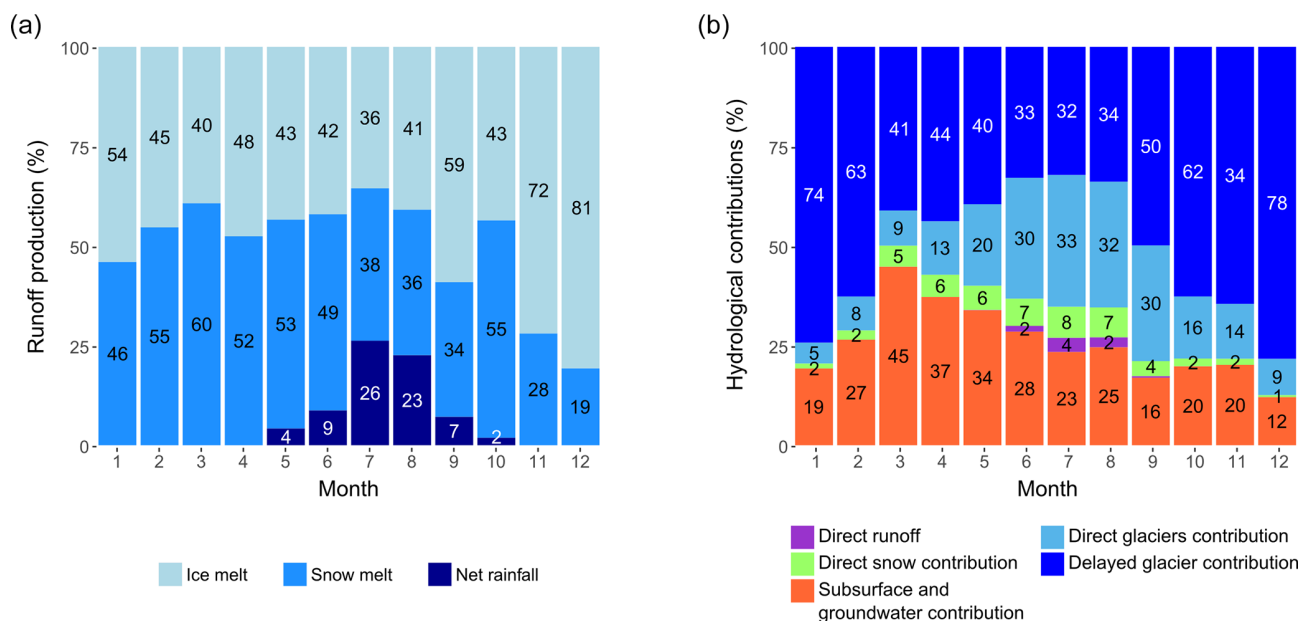 (a)
Runoff production (%)
100
75
50
25
0
54 45 40 48 43 42 36 41 59 43 72 81
46 55 60 52 53 49 38 36 34 55 28 19
4 9 26 23 7 2
1 2 3 4 5 6 7 8 9 10 11 12
Month
Ice melt Snow melt Net rainfall
(b)
Hydrological contributions (%)
100
75
50
25
0
74 63 41 44 40 33 32 34 50 62 34 78
5 8 9 13 20 30 33 32 30 16 14 9
2 2 5 6 6 7 8 7 4 2 2 1
2 4 2
19 27 45 37 34 28 23 25 16 20 20 12
1 2 3 4 5 6 7 8 9 10 11 12
Month
Direct runoff
Direct snow contribution
Subsurface and
groundwater contribution
Direct glaciers contribution
Delayed glacier contribution